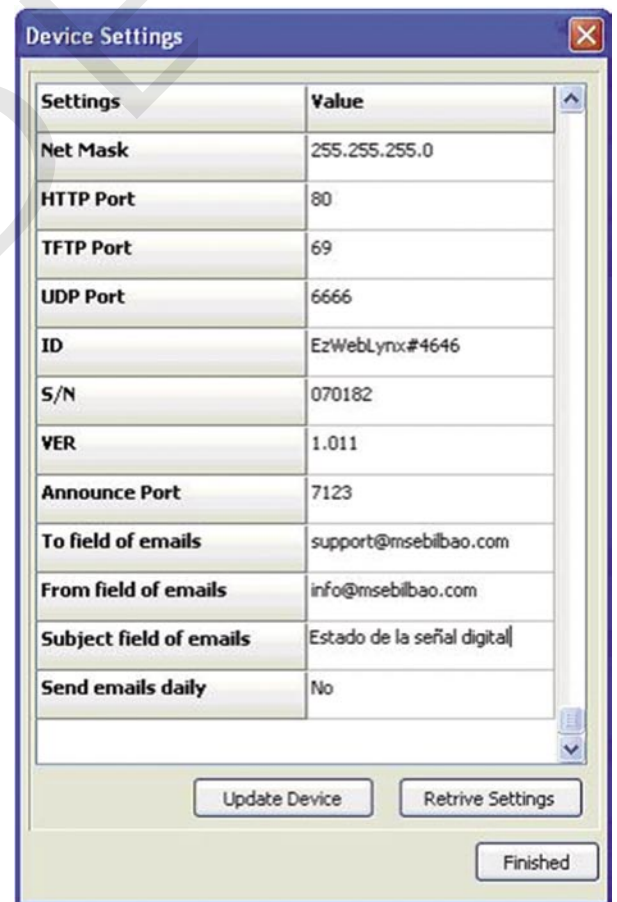 Device Settings
Settings Value
Net Mask 255.255.255.0
HTTP Port 80
TFTP Port 69
UDP Port 6666
ID EzWebLynx#4646
S/N 070182
VER 1.011
Announce Port 7123
To field of emails support@msebilbao.com
From field of emails info@msebilbao.com
Subject field of emails Estado de la señal digital
Send emails daily No
Update Device Retrive Settings
Finished